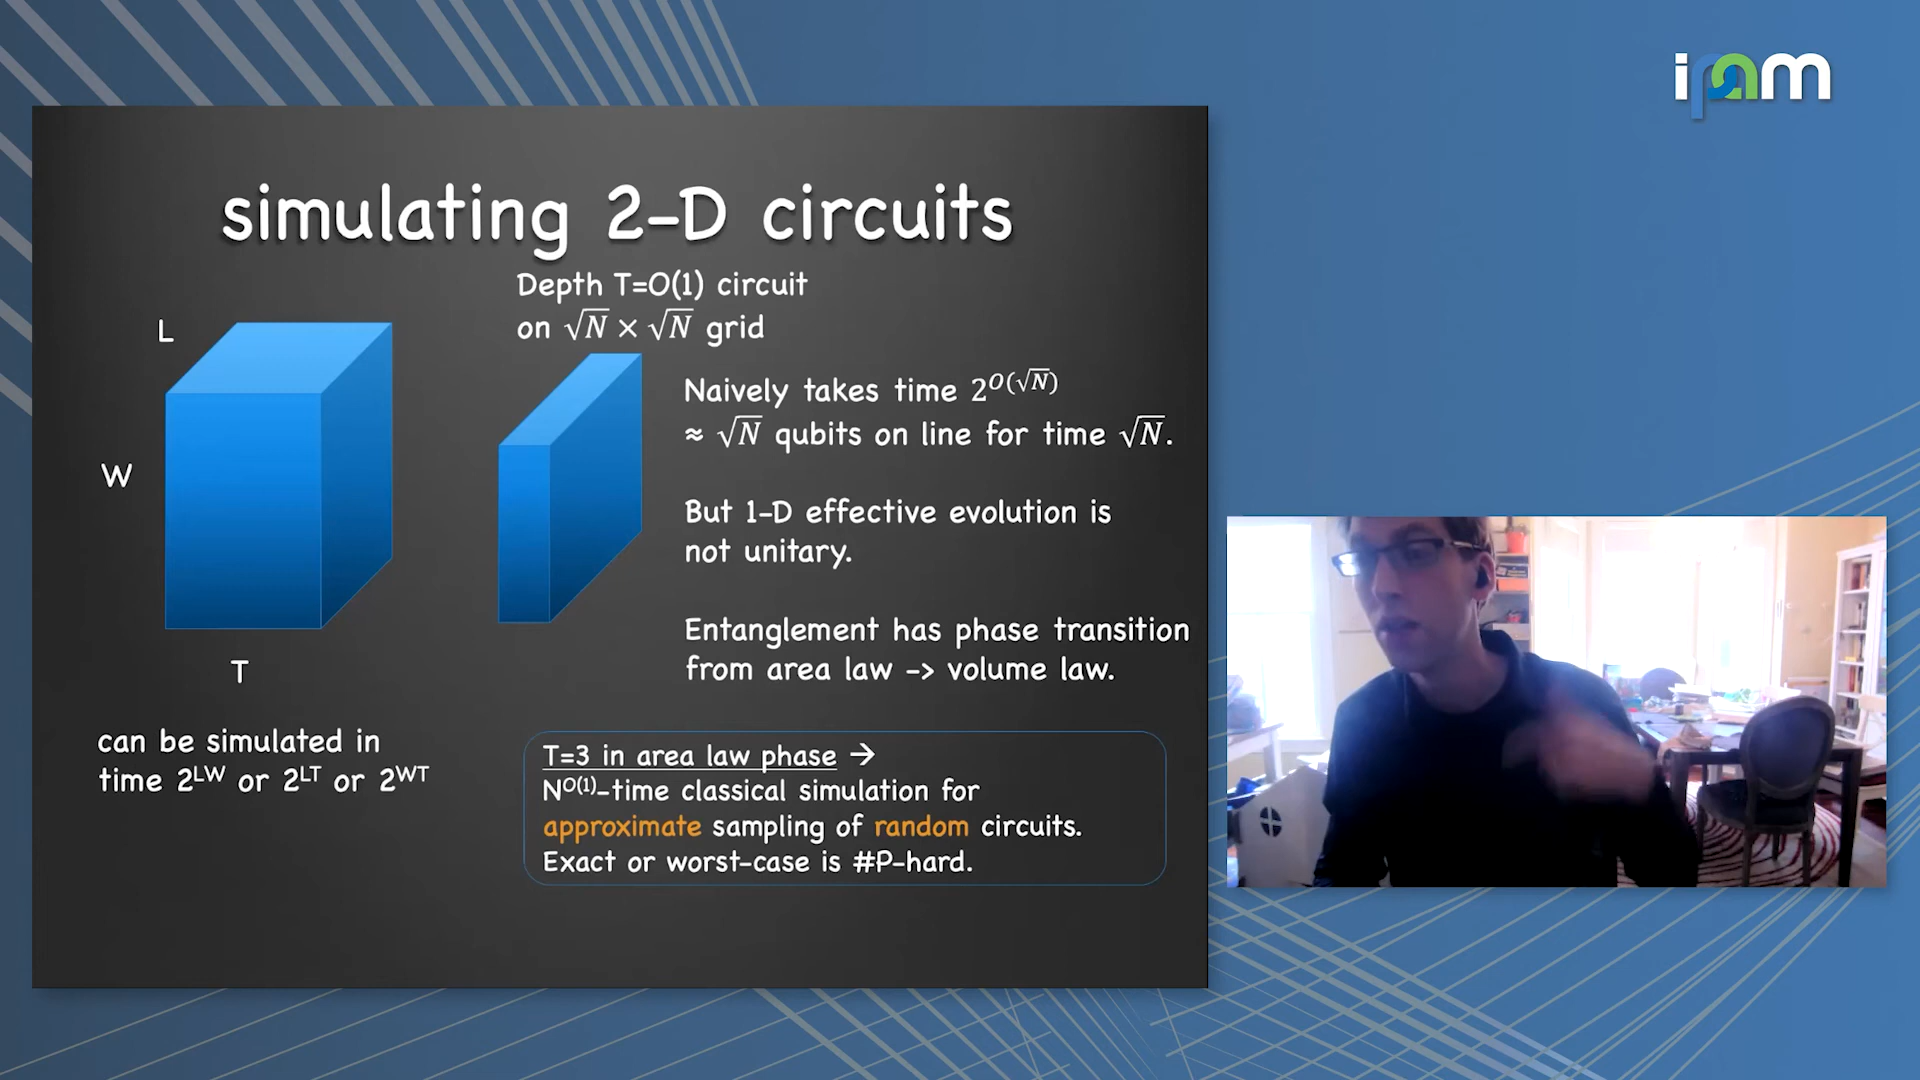 ipam
simulating 2-D circuits
Depth T=O(1) circuit
on √N × √N grid
L
W
T
can be simulated in
time 2^LW or 2^LT or 2^WT
Naively takes time 2^O(√N)
≈ √N qubits on line for time √N.
But 1-D effective evolution is
not unitary.
Entanglement has phase transition
from area law -> volume law.
T=3 in area law phase →
N^O(1)-time classical simulation for
approximate sampling of random circuits.
Exact or worst-case is #P-hard.